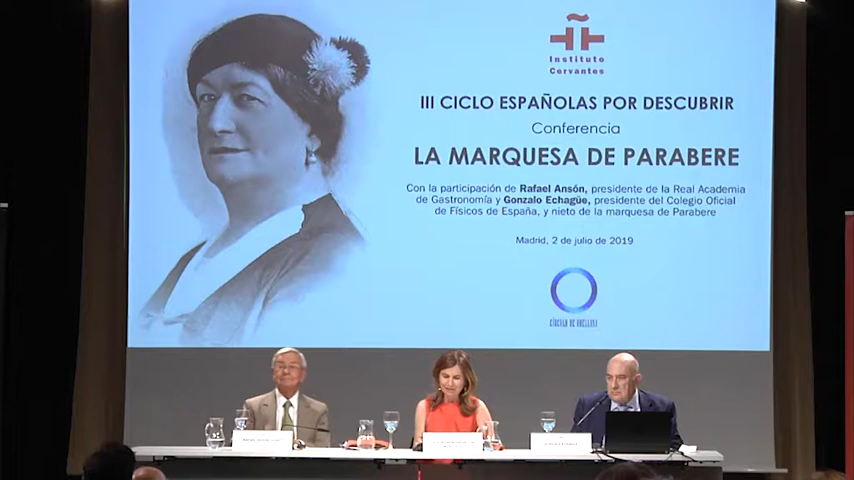 Instituto
Cervantes
III CICLO ESPAÑOLAS POR DESCUBRIR
Conferencia
LA MARQUESA DE PARABERE
Con la participación de Rafael Ansón, presidente de la Real Academia
de Gastronomía y Gonzalo Echagüe, presidente del Colegio Oficial
de Físicos de España, y nieto de la marquesa de Parabere
Madrid, 2 de julio de 2019
CÍRCULO DE ORELLANA